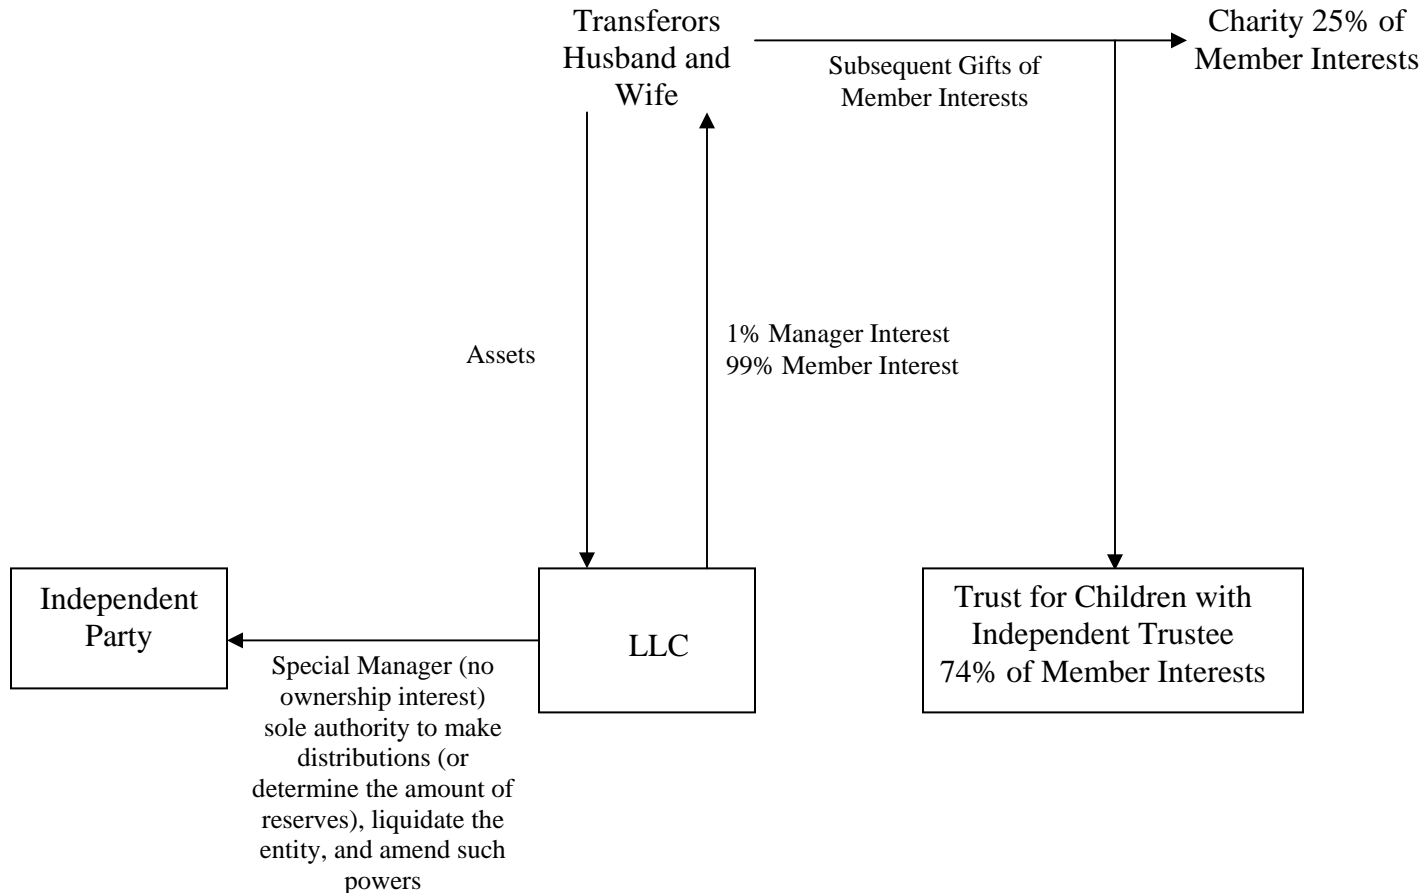 Transferors
Husband and
Wife
Subsequent Gifts of
Member Interests
Charity 25% of
Member Interests
Assets
1% Manager Interest
99% Member Interest
Independent
Party
Special Manager (no
ownership interest)
sole authority to make
distributions (or
determine the amount of
reserves), liquidate the
entity, and amend such
powers
LLC
Trust for Children with
Independent Trustee
74% of Member Interests